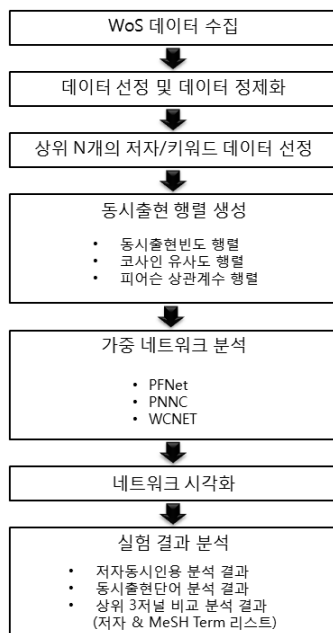 WoS 데이터 수집
데이터 선정 및 데이터 정제화
상위 N개의 저자/키워드 데이터 선정
동시출현 행렬 생성
• 동시출현빈도 행렬
• 코사인 유사도 행렬
• 피어슨 상관계수 행렬
가중 네트워크 분석
• PFNet
• PNNC
• WCNET
네트워크 시각화
실험 결과 분석
• 저자동시인용 분석 결과
• 동시출현단어 분석 결과
• 상위 3저널 비교 분석 결과
(저자 & MeSH Term 리스트)